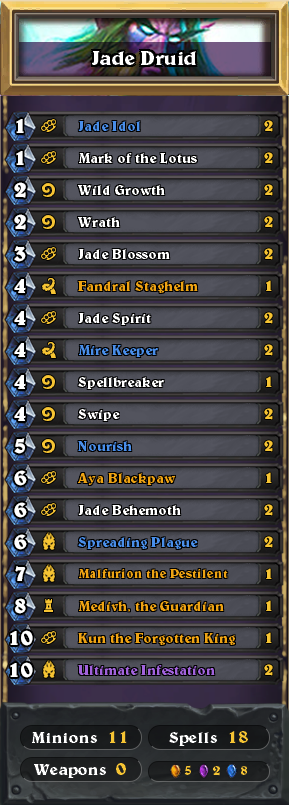 Jade Druid
1 Jade Idol 2
1 Mark of the Lotus 2
2 Wild Growth 2
2 Wrath 2
3 Jade Blossom 2
4 Fandral Staghelm 1
4 Jade Spirit 2
4 Mire Keeper 2
4 Spellbreaker 1
4 Swipe 2
5 Nourish 2
6 Aya Blackpaw 1
6 Jade Behemoth 2
6 Spreading Plague 2
7 Malfurion the Pestilent 1
8 Medivh, the Guardian 1
10 Kun the Forgotten King 1
10 Ultimate Infestation 2
Minions 11 Spells 18
Weapons 0 5 2 8